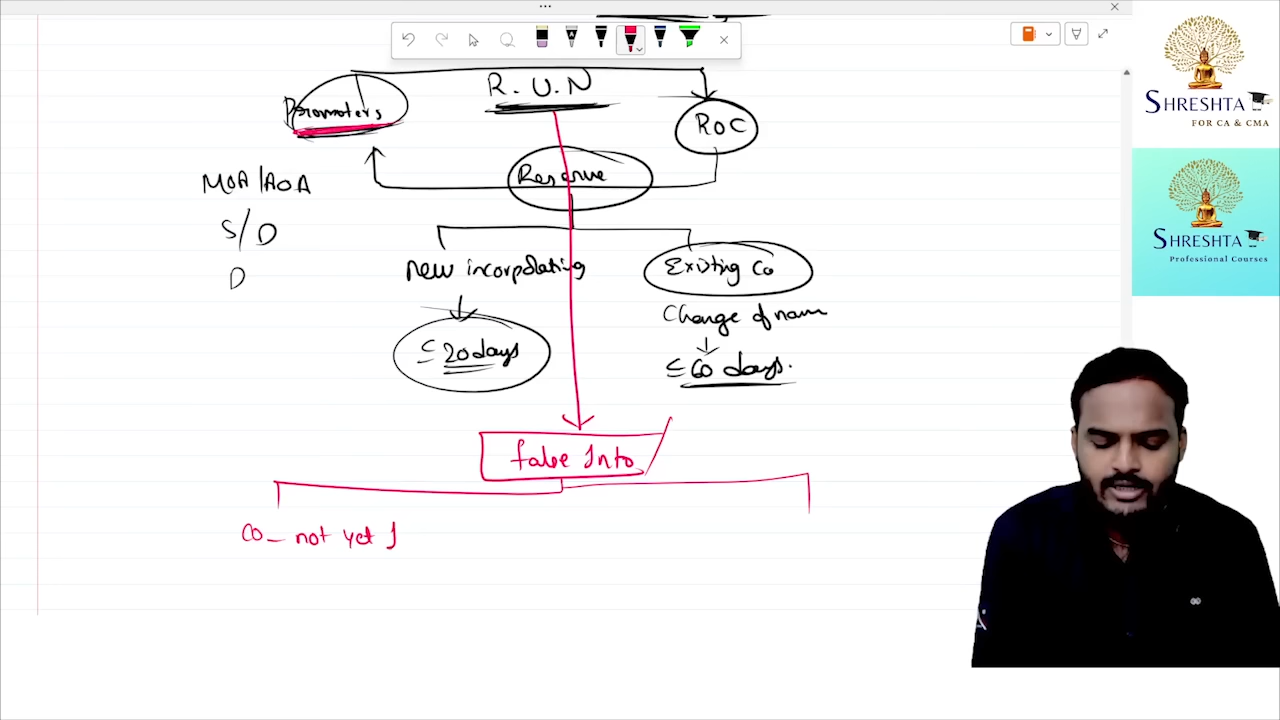 R.U.N
Promoters
ROC
Reserve
MOA/AOA
S/D
D
new incorporating
Existing Co
Change of name
≤ 20 days
≤ 60 days.
false Info
CO_ not yet I
SHRESHTA
FOR CA & CMA
SHRESHTA
Professional Courses